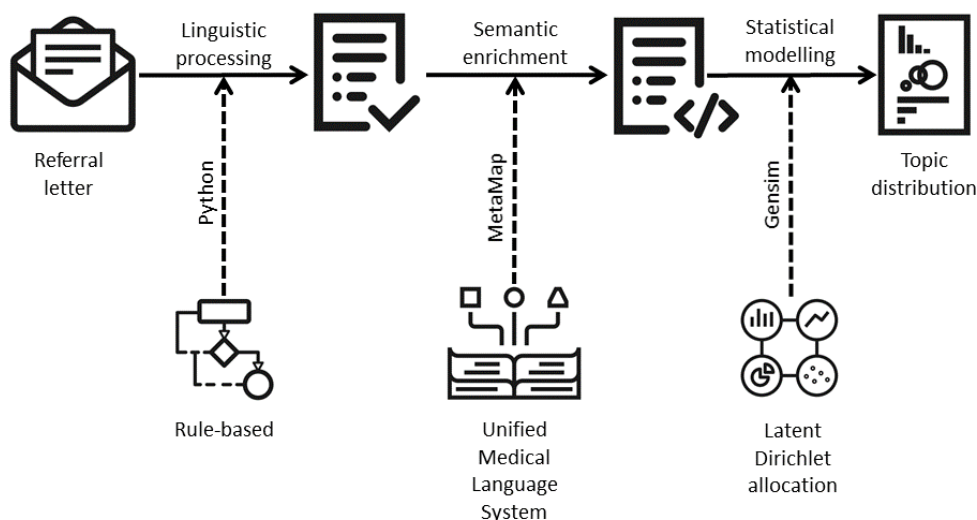 Linguistic
processing
Semantic
enrichment
Statistical
modelling
Referral
letter
Topic
distribution
Python
MetaMap
Gensim
Rule-based
Unified
Medical
Language
System
Latent
Dirichlet
allocation